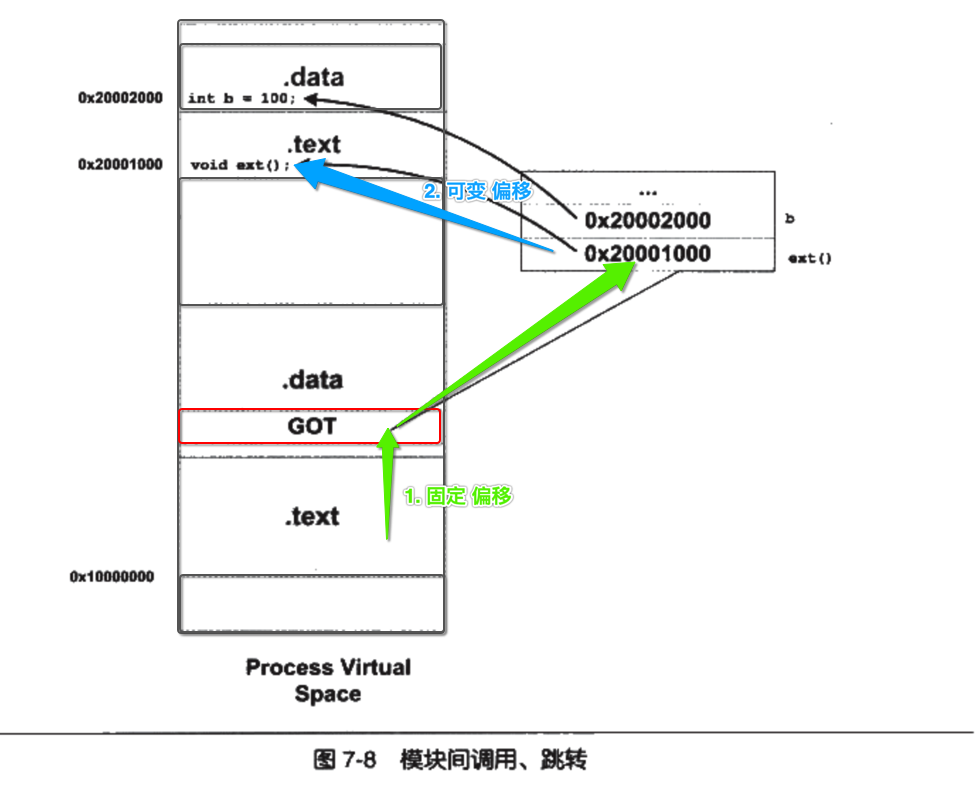 .data
0x20002000
int b = 100;
.text
0x20001000
void ext();
2. 可变 偏移
...
0x20002000
b
0x20001000
ext()
.data
GOT
1. 固定 偏移
.text
0x10000000
Process Virtual
Space
图 7-8 模块间调用、跳转